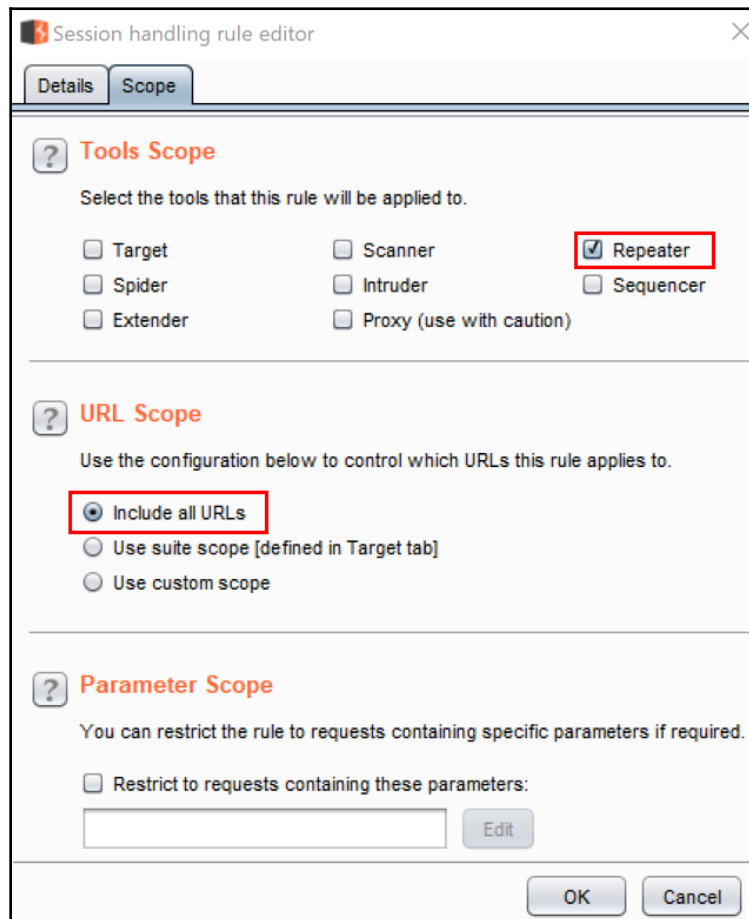 Session handling rule editor
Details Scope
? Tools Scope
Select the tools that this rule will be applied to.
Target Scanner Repeater
Spider Intruder Sequencer
Extender Proxy (use with caution)
? URL Scope
Use the configuration below to control which URLs this rule applies to.
Include all URLs
Use suite scope [defined in Target tab]
Use custom scope
? Parameter Scope
You can restrict the rule to requests containing specific parameters if required.
Restrict to requests containing these parameters:
Edit
OK Cancel